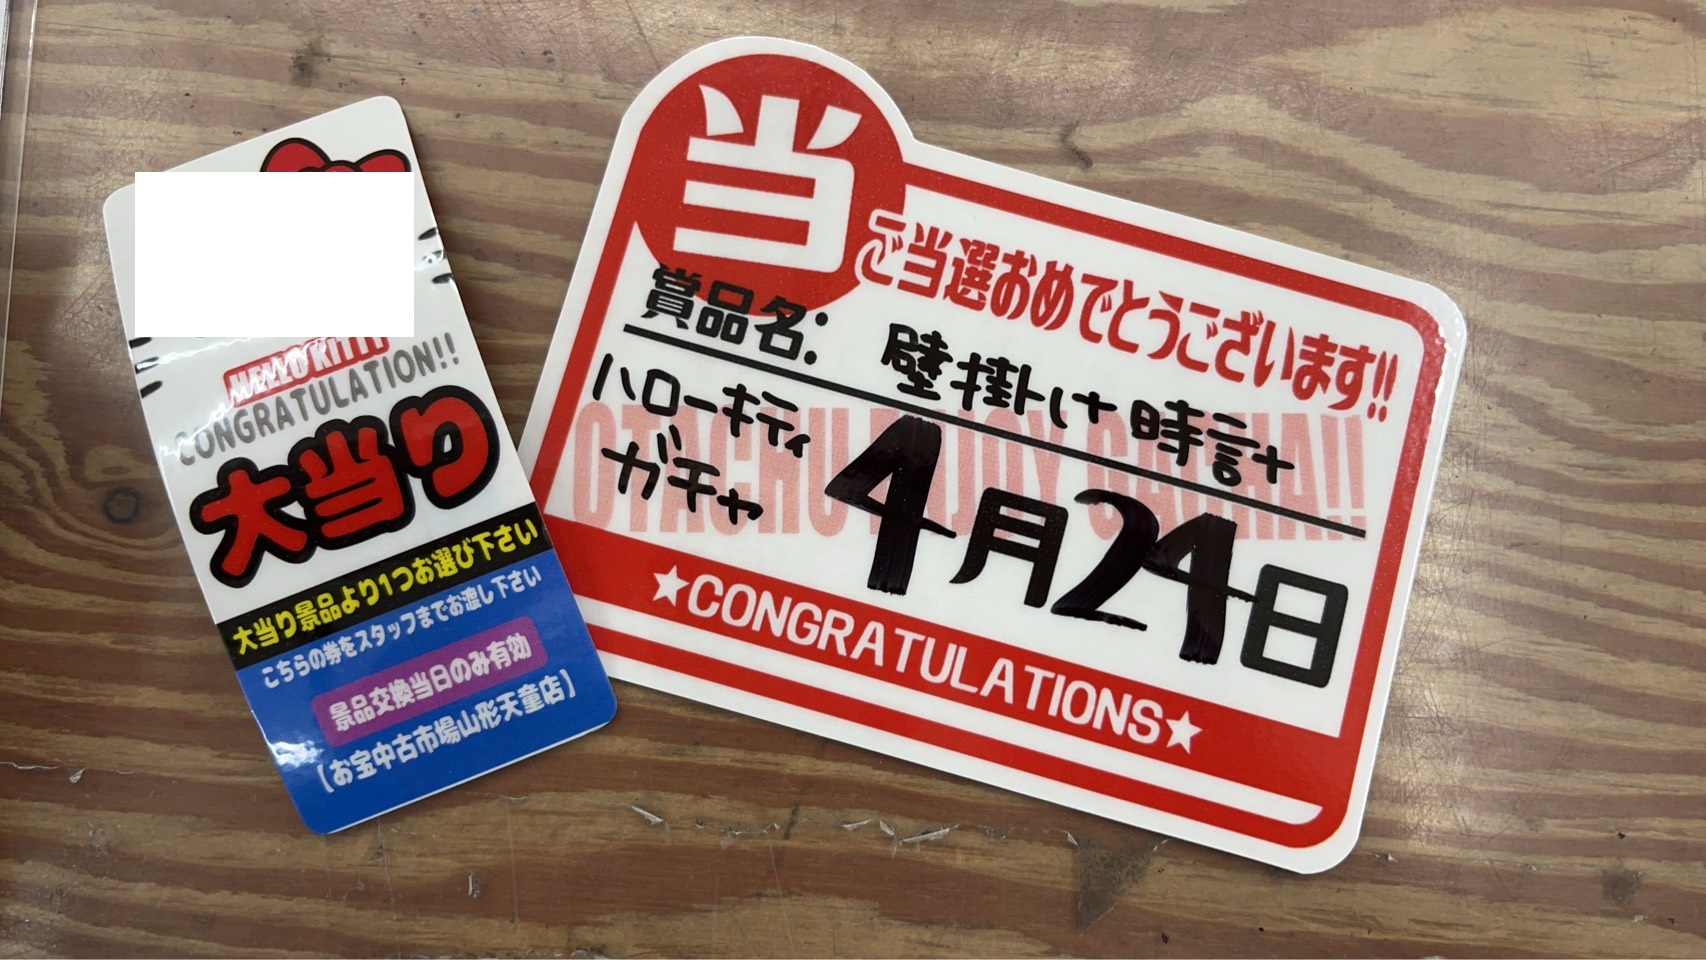 HELLO KITTY
CONGRATULATION!!
大当り
大当り景品より1つお選び下さい
こちらの券をスタッフまでお渡し下さい
景品交換当日のみ有効
【お宝中古市場山形天童店】
当
ご当選おめでとうございます!!
賞品名: 壁掛け時計
ハローキティ
ガチャ
4月24日
OTACHU ENJOY GACHA!!
★CONGRATULATIONS★